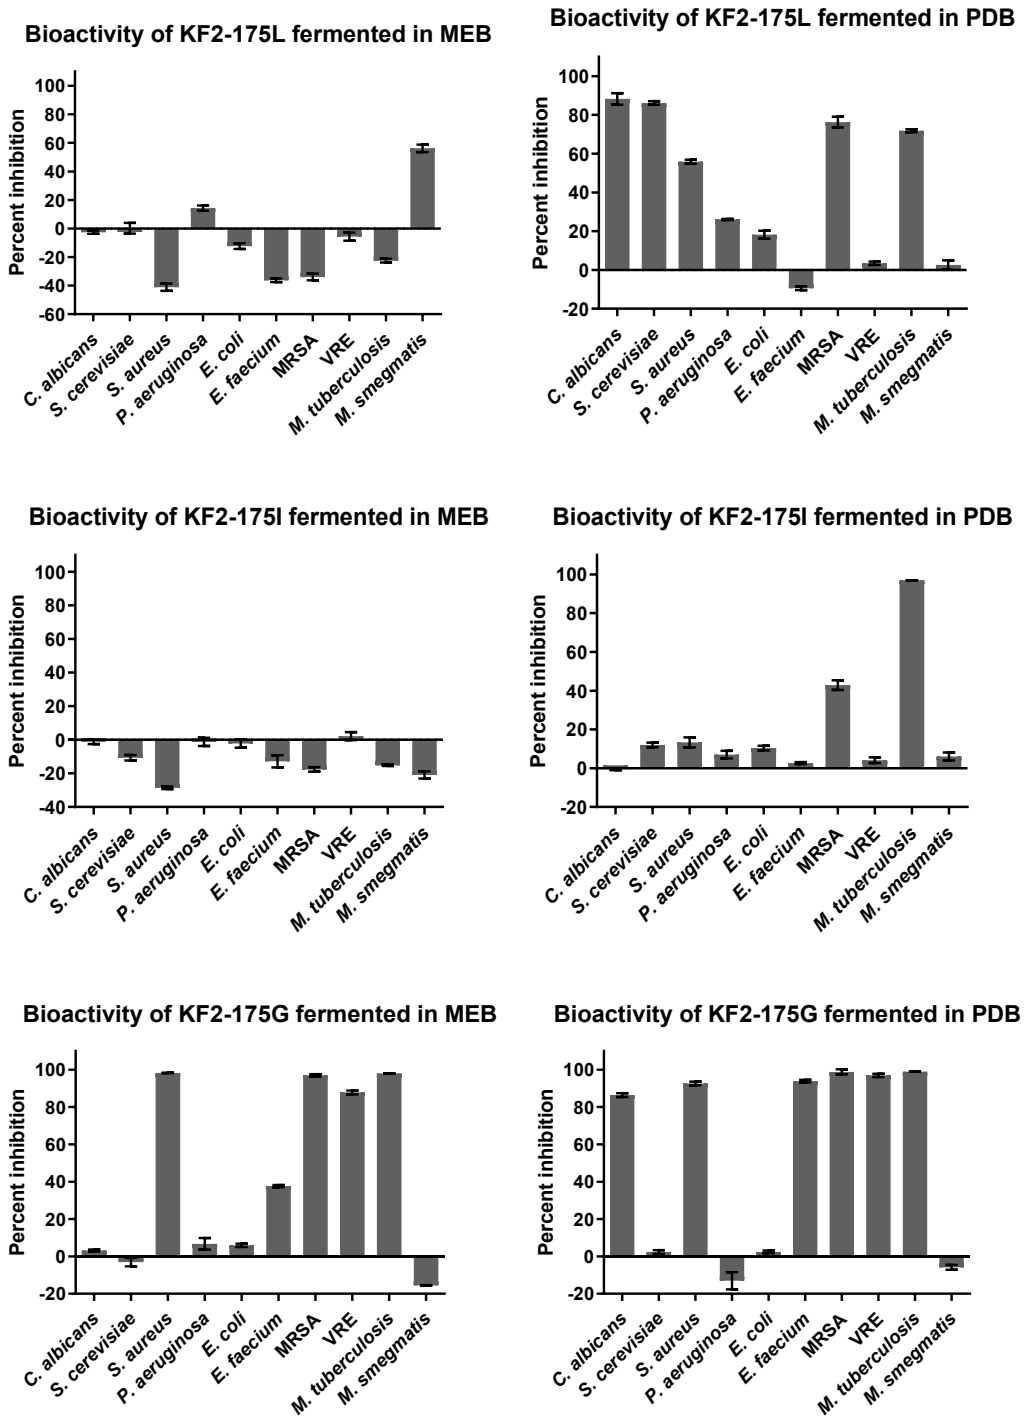 Bioactivity of KF2-175L fermented in MEB
Percent inhibition
100
80
60
40
20
0
-20
-40
-60
C. albicans
S. cerevisiae
S. aureus
P. aeruginosa
E. coli
E. faecium
MRSA
VRE
M. tuberculosis
M. smegmatis
Bioactivity of KF2-175L fermented in PDB
Percent inhibition
100
80
60
40
20
0
-20
C. albicans
S. cerevisiae
S. aureus
P. aeruginosa
E. coli
E. faecium
MRSA
VRE
M. tuberculosis
M. smegmatis
Bioactivity of KF2-175I fermented in MEB
Percent inhibition
100
80
60
40
20
0
-20
-40
C. albicans
S. cerevisiae
S. aureus
P. aeruginosa
E. coli
E. faecium
MRSA
VRE
M. tuberculosis
M. smegmatis
Bioactivity of KF2-175I fermented in PDB
Percent inhibition
100
80
60
40
20
0
-20
C. albicans
S. cerevisiae
S. aureus
P. aeruginosa
E. coli
E. faecium
MRSA
VRE
M. tuberculosis
M. smegmatis
Bioactivity of KF2-175G fermented in MEB
Percent inhibition
100
80
60
40
20
0
-20
C. albicans
S. cerevisiae
S. aureus
P. aeruginosa
E. coli
E. faecium
MRSA
VRE
M. tuberculosis
M. smegmatis
Bioactivity of KF2-175G fermented in PDB
Percent inhibition
100
80
60
40
20
0
-20
C. albicans
S. cerevisiae
S. aureus
P. aeruginosa
E. coli
E. faecium
MRSA
VRE
M. tuberculosis
M. smegmatis